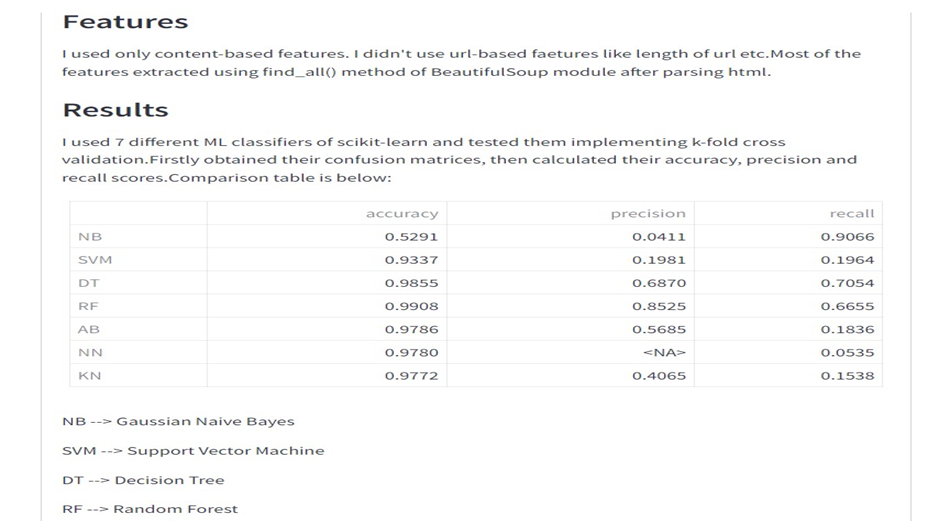 Features
I used only content-based features. I didn't use url-based faetures like length of url etc.Most of the
features extracted using find_all() method of BeautifulSoup module after parsing html.
Results
I used 7 different ML classifiers of scikit-learn and tested them implementing k-fold cross
validation.Firstly obtained their confusion matrices, then calculated their accuracy, precision and
recall scores.Comparison table is below:
accuracy precision recall
NB 0.5291 0.0411 0.9066
SVM 0.9337 0.1981 0.1964
DT 0.9855 0.6870 0.7054
RF 0.9908 0.8525 0.6655
AB 0.9786 0.5685 0.1836
NN 0.9780 <NA> 0.0535
KN 0.9772 0.4065 0.1538
NB --> Gaussian Naive Bayes
SVM --> Support Vector Machine
DT --> Decision Tree
RF --> Random Forest